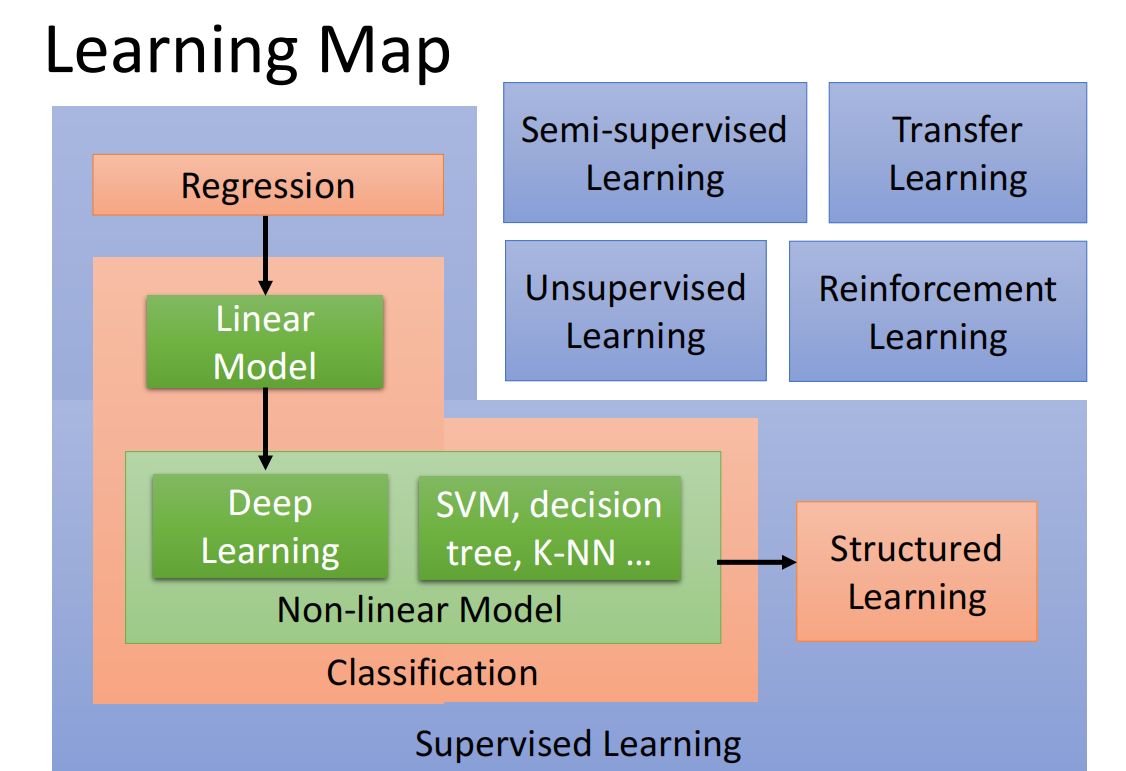 Learning Map
Semi-supervised
Learning
Transfer
Learning
Regression
Unsupervised
Learning
Reinforcement
Learning
Linear
Model
Deep
Learning
SVM, decision
tree, K-NN ...
Structured
Learning
Non-linear Model
Classification
Supervised Learning